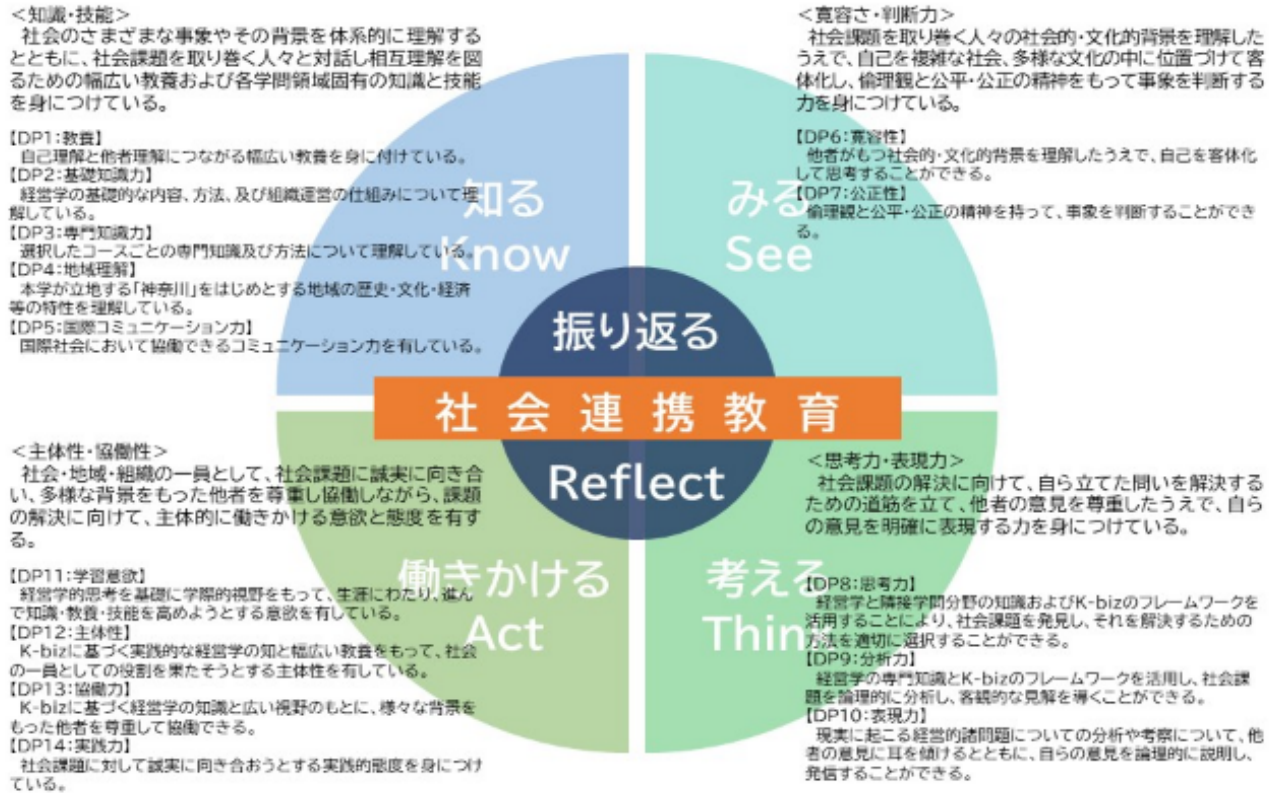 <知識・技能>
社会のさまざまな事象やその背景を体系的に理解する
とともに、社会課題を取り巻く人々と対話し相互理解を図
るための幅広い教養および各学問領域固有の知識と技能
を身につけている。
【DP1:教養】
自己理解と他者理解につながる幅広い教養を身に付けている。
【DP2:基礎知識力】
経営学の基礎的な内容、方法、及び組織運営の仕組みについて理
解している。
【DP3:専門知識力】
選択したコースごとの専門知識及び方法について理解している。
【DP4:地域理解】
本学が立地する「神奈川」をはじめとする地域の歴史・文化・経済
等の特性を理解している。
【DP5:国際コミュニケーション力】
国際社会において協働できるコミュニケーション力を有している。
知る
Know
<寛容さ・判断力>
社会課題を取り巻く人々の社会的・文化的背景を理解した
うえで、自己を複雑な社会、多様な文化の中に位置づけて客
体化し、倫理観と公平・公正の精神をもって事象を判断する
力を身につけている。
【DP6:寛容性】
他者がもつ社会的・文化的背景を理解したうえで、自己を客体化
して思考することができる。
【DP7:公正性】
倫理観と公平・公正の精神を持って、事象を判断することができ
る。
みる
See
振り返る
社会連携教育
Reflect
<主体性・協働性>
社会・地域・組織の一員として、社会課題に誠実に向き合
い、多様な背景をもった他者を尊重し協働しながら、課題
の解決に向けて、主体的に働きかける意欲と態度を有す
る。
【DP11:学習意欲】
経営学的思考を基礎に学際的視野をもって、生涯にわたり、進ん
で知識・教養・技能を高めようとする意欲を有している。
【DP12:主体性】
K-bizに基づく実践的な経営学の知と幅広い教養をもって、社会
の一員としての役割を果たそうとする主体性を有している。
【DP13:協働力】
K-bizに基づく経営学の知識と広い視野のもとに、様々な背景を
もった他者を尊重して協働できる。
【DP14:実践力】
社会課題に対して誠実に向き合おうとする実践的態度を身につけ
ている。
働きかける
Act
<思考力・表現力>
社会課題の解決に向けて、自ら立てた問いを解決する
ための道筋を立て、他者の意見を尊重したうえで、自ら
の意見を明確に表現する力を身につけている。
【DP8:思考力】
経営学と隣接学問分野の知識およびK-bizのフレームワークを
活用することにより、社会課題を発見し、それを解決するための
方法を適切に選択することができる。
【DP9:分析力】
経営学の専門知識とK-bizのフレームワークを活用し、社会課
題を論理的に分析し、客観的な見解を導くことができる。
【DP10:表現力】
現実に起こる経営的諸問題についての分析や考察について、他
者の意見に耳を傾けるとともに、自らの意見を論理的に説明し、
発信することができる。
考える
Think